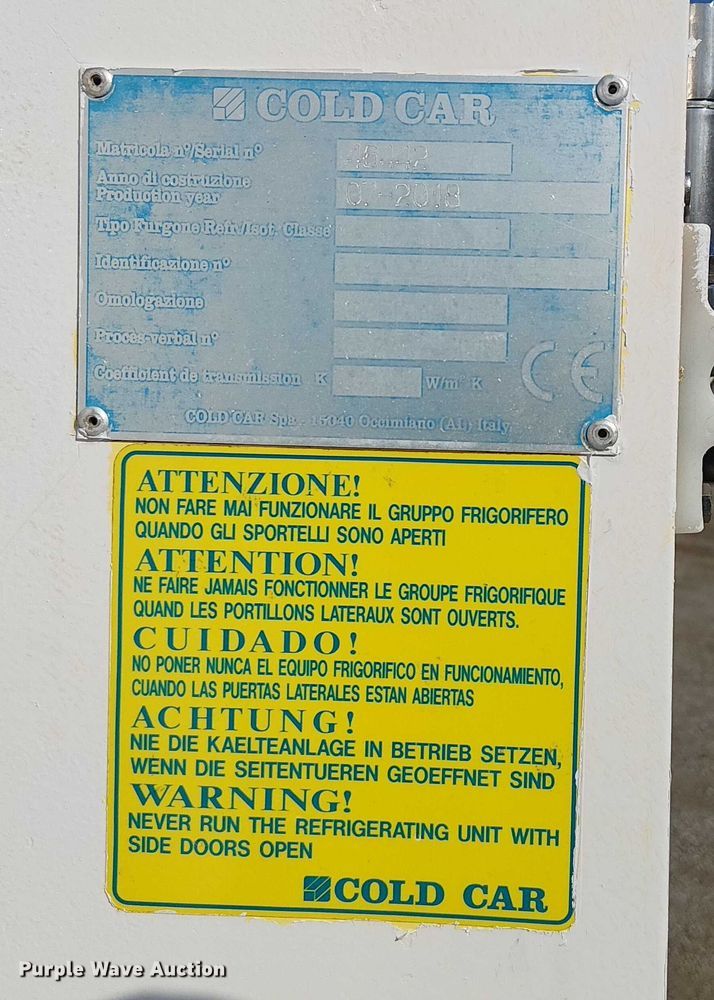 COLD CAR
Matricola n°/Serial n°
Anno di costruzione
Production year 2018
Tipo Furgone Refr./Isot. Classe
Identificazione n°
Omologazione
Procès-verbal n°
Coefficient de transmission K W/m² K
CE
COLD CAR Spa - 15040 Occimiano (AL) Italy
ATTENZIONE!
NON FARE MAI FUNZIONARE IL GRUPPO FRIGORIFERO
QUANDO GLI SPORTELLI SONO APERTI
ATTENTION!
NE FAIRE JAMAIS FONCTIONNER LE GROUPE FRIGORIFIQUE
QUAND LES PORTILLONS LATERAUX SONT OUVERTS.
CUIDADO!
NO PONER NUNCA EL EQUIPO FRIGORIFICO EN FUNCIONAMIENTO,
CUANDO LAS PUERTAS LATERALES ESTAN ABIERTAS
ACHTUNG!
NIE DIE KAELTEANLAGE IN BETRIEB SETZEN,
WENN DIE SEITENTUEREN GEOEFFNET SIND
WARNING!
NEVER RUN THE REFRIGERATING UNIT WITH
SIDE DOORS OPEN
COLD CAR
Purple Wave Auction